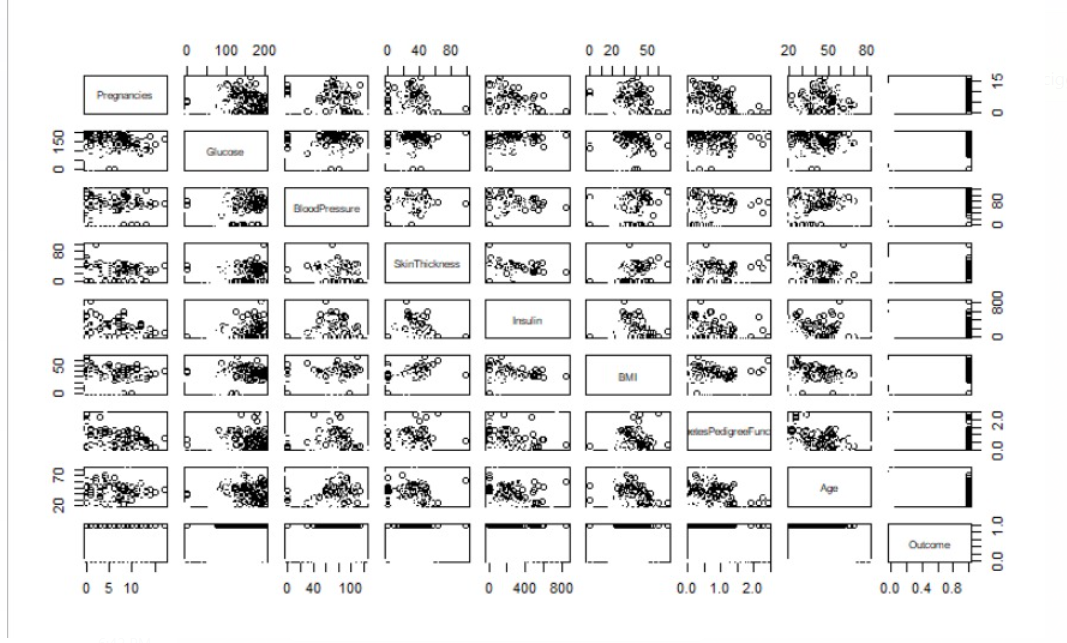 0 100 200 0 40 80 0 20 50 20 50 80
Pregnancies 0 15
0 150 Glucose
BloodPressure 0 80
0 80 SkinThickness
Insulin 0 800
0 50 BMI
etesPedigreeFunc 0.0 2.0
20 70 Age
Outcome 0.0 1.0
0 5 10 0 40 100 0 400 800 0.0 1.0 2.0 0.0 0.4 0.8